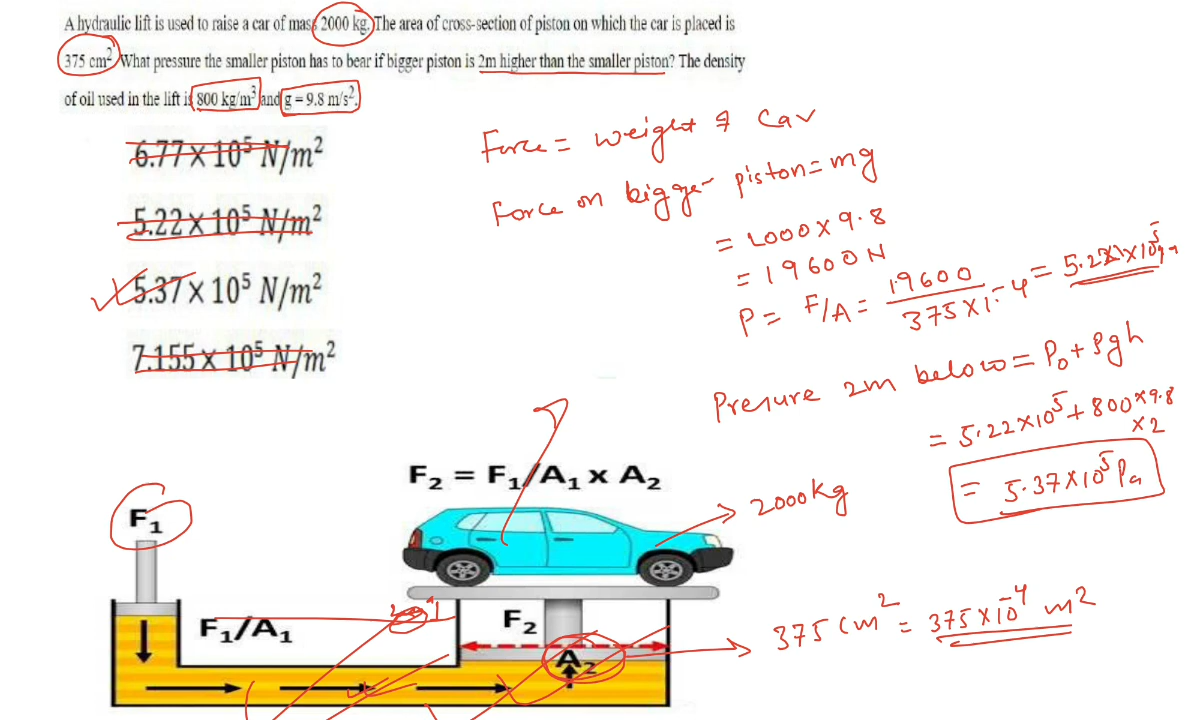 A hydraulic lift is used to raise a car of mass 2000 kg. The area of cross-section of piston on which the car is placed is
375 cm². What pressure the smaller piston has to bear if bigger piston is 2m higher than the smaller piston? The density
of oil used in the lift is 800 kg/m³ and g = 9.8 m/s².
6.77 × 10⁵ N/m²
5.22 × 10⁵ N/m²
5.37 × 10⁵ N/m²
7.155 × 10⁵ N/m²
Force = weight of car
Force on bigger piston = mg
= 2000 × 9.8
= 19600 N
P = F/A = 19600 / 375 × 10⁻⁴ =
Presure 2m below = P₀ + ρgh
= 5.22 × 10⁵ + 800 × 9.8 × 2
= 5.37 × 10⁵ Pa
F₂ = F₁/A₁ x A₂
2000 kg
F₁
F₁/A₁
F₂
A₂
375 cm² = 375 × 10⁻⁴ m²